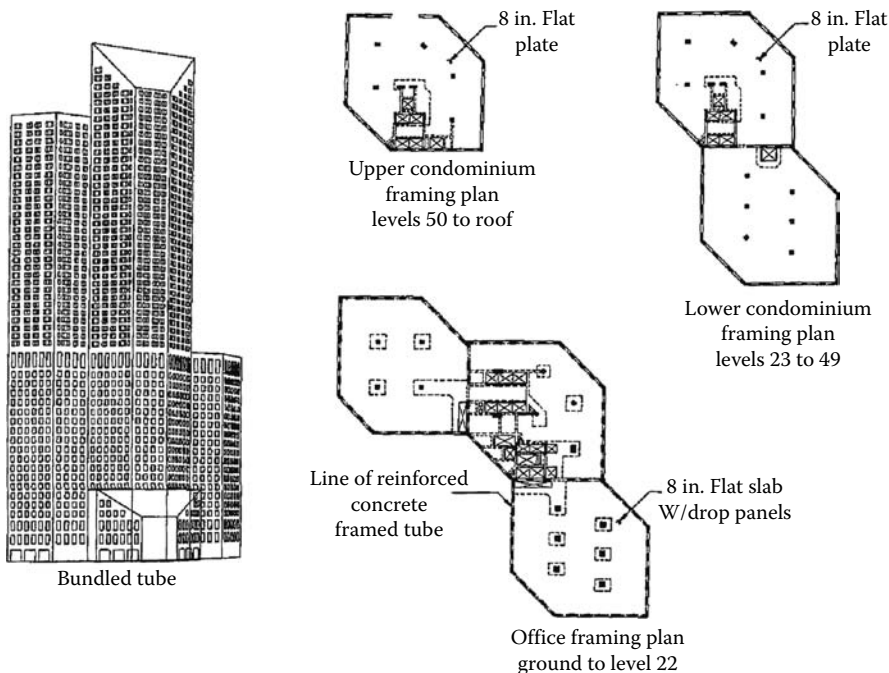 8 in. Flat
plate
Upper condominium
framing plan
levels 50 to roof
8 in. Flat
plate
Lower condominium
framing plan
levels 23 to 49
Line of reinforced
concrete
framed tube
8 in. Flat slab
W/drop panels
Bundled tube
Office framing plan
ground to level 22